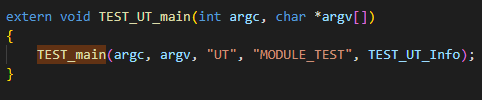 extern void TEST_UT_main(int argc, char *argv[])
{
    TEST_main(argc, argv, "UT", "MODULE_TEST", TEST_UT_Info);
}